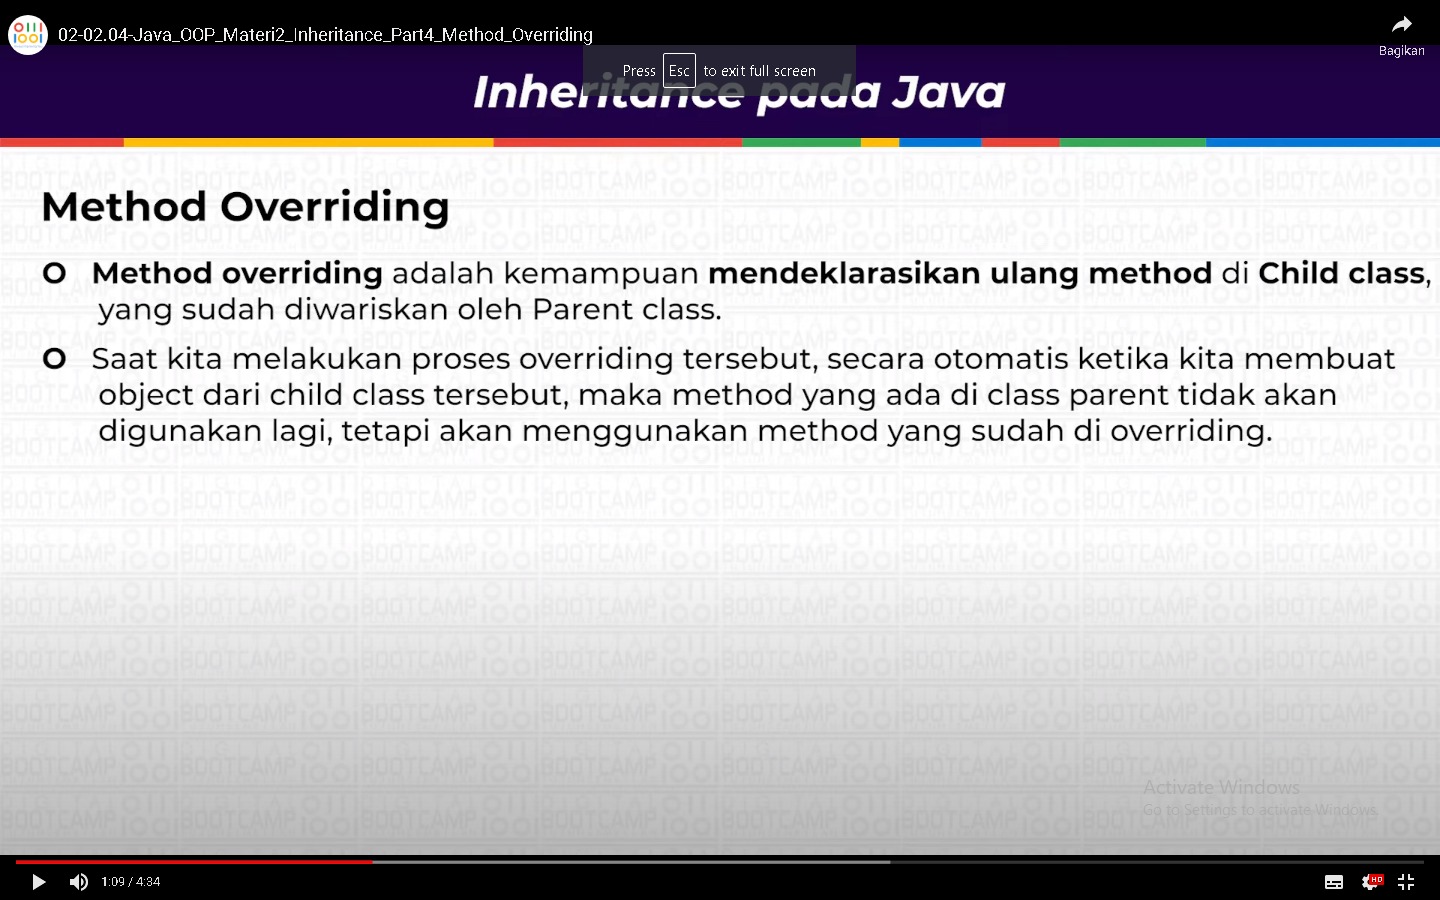 02-02.04-Java_OOP_Materi2_Inheritance_Part4_Method_Overriding
Bagikan
Press Esc to exit full screen
Inheritance pada Java
Method Overriding
O Method overriding adalah kemampuan mendeklarasikan ulang method di Child class,
yang sudah diwariskan oleh Parent class.
O Saat kita melakukan proses overriding tersebut, secara otomatis ketika kita membuat
object dari child class tersebut, maka method yang ada di class parent tidak akan
digunakan lagi, tetapi akan menggunakan method yang sudah di overriding.
Activate Windows
Go to Settings to activate Windows.
1:09 / 4:34
HD